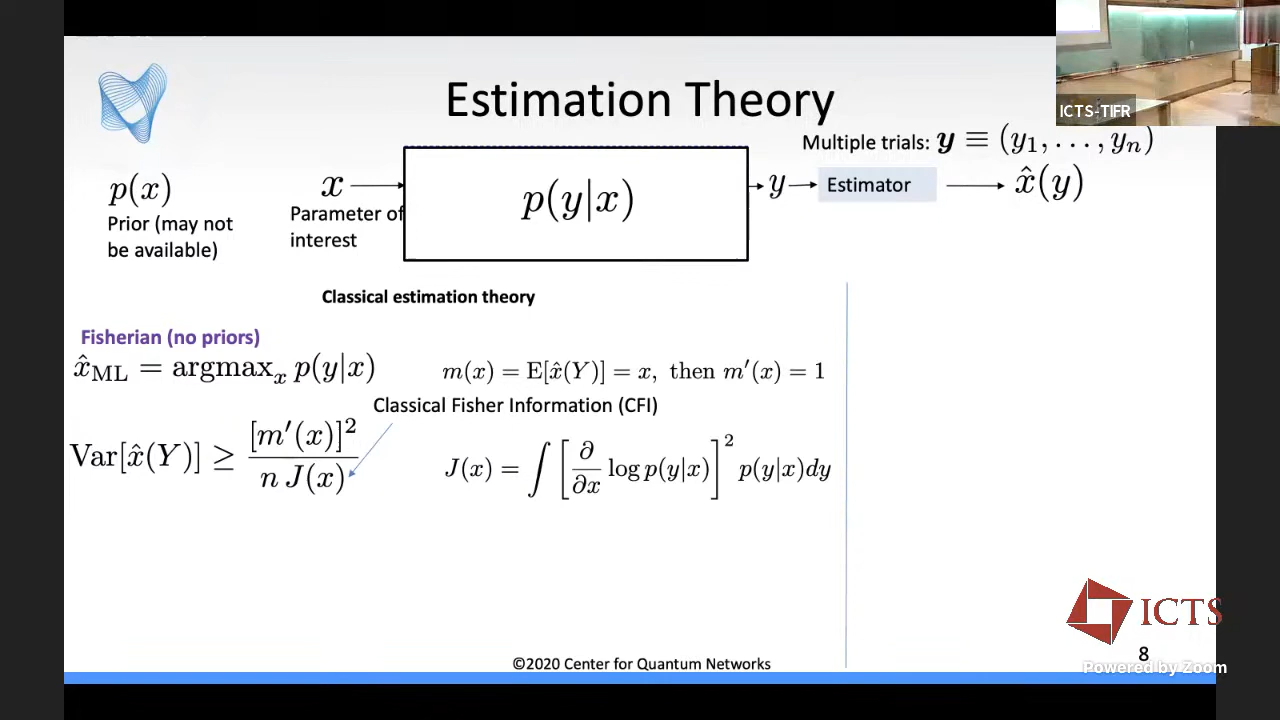 Estimation Theory
ICTS-TIFR
Multiple trials: y ≡ (y₁, . . . , yₙ)
p(x)
Prior (may not
be available)
x
Parameter of
interest
p(y|x)
y
Estimator
x̂(y)
Classical estimation theory
Fisherian (no priors)
x̂_ML = argmaxₓ p(y|x)
m(x) = E[x̂(Y)] = x, then m′(x) = 1
Classical Fisher Information (CFI)
Var[x̂(Y)] ≥ [m′(x)]² / n J(x)
J(x) = ∫ [∂/∂x log p(y|x)]² p(y|x)dy
ICTS
8
©2020 Center for Quantum Networks
Powered by Zoom